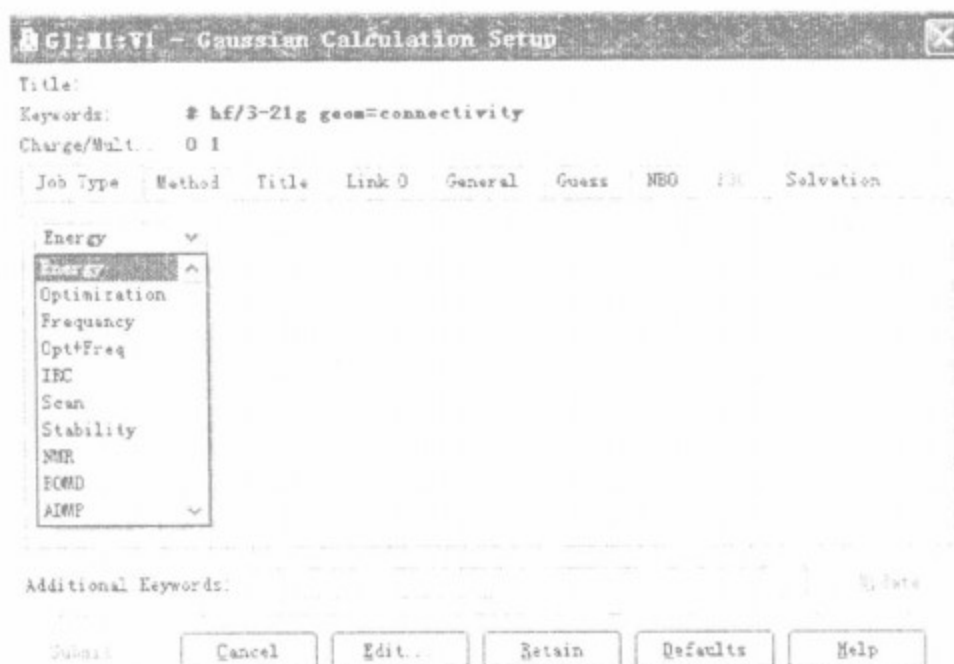 G1:M1:V1 - Gaussian Calculation Setup
Title:
Keywords: # hf/3-21g geom=connectivity
Charge/Mult.. 0 1
Job Type Method Title Link 0 General Guess NBO PBC Solvation
Energy
Energy
Optimization
Frequency
Opt+Freq
IRC
Scan
Stability
NMR
BOMD
ADMP
Additional Keywords: Update
Submit Cancel Edit... Retain Defaults Help